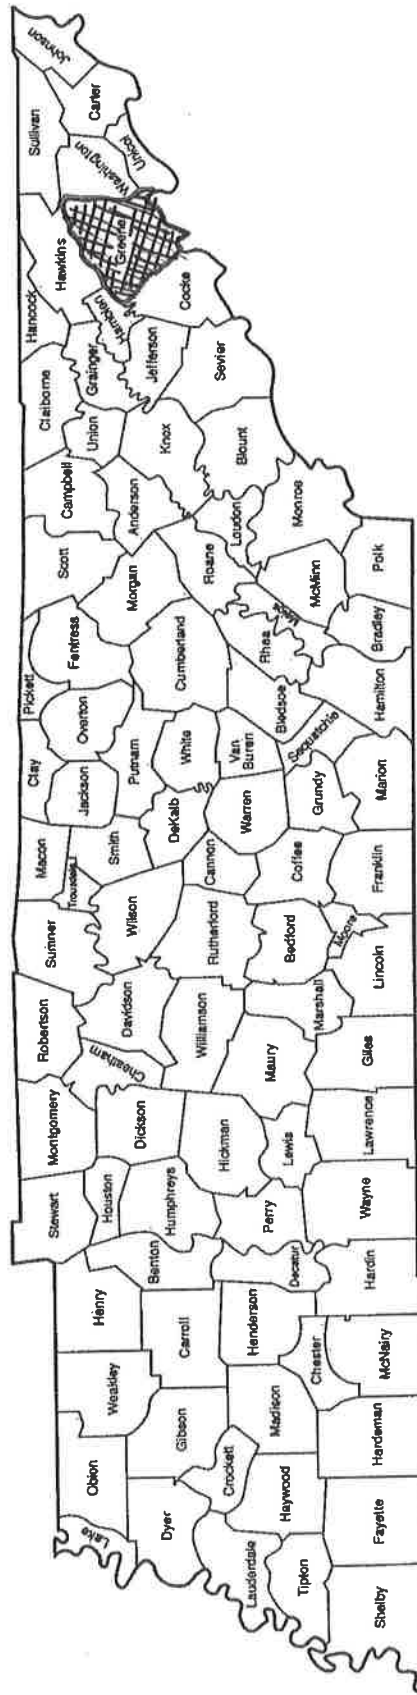 Lake
Obion
Weakley
Henry
Stewart
Montgomery
Robertson
Sumner
Macon
Clay
Pickett
Fentress
Scott
Campbell
Claiborne
Hancock
Hawkins
Sullivan
Johnson
Carter
Unicoi
Washington
Greene
Cocke
Hamblen
Grainger
Union
Jefferson
Sevier
Knox
Anderson
Blount
Loudon
Monroe
Roane
Morgan
McMinn
Polk
Meigs
Bradley
Rhea
Hamilton
Cumberland
Overton
Bledsoe
Sequatchie
Marion
Putnam
White
Van
Buren
Jackson
Smith
DeKalb
Warren
Grundy
Trousdale
Wilson
Cannon
Coffee
Franklin
Rutherford
Bedford
Moore
Lincoln
Davidson
Cheatham
Williamson
Marshall
Maury
Giles
Dickson
Hickman
Lewis
Lawrence
Houston
Humphreys
Perry
Wayne
Benton
Decatur
Hardin
Carroll
Henderson
Chester
McNairy
Gibson
Madison
Hardeman
Crockett
Dyer
Haywood
Lauderdale
Tipton
Fayette
Shelby